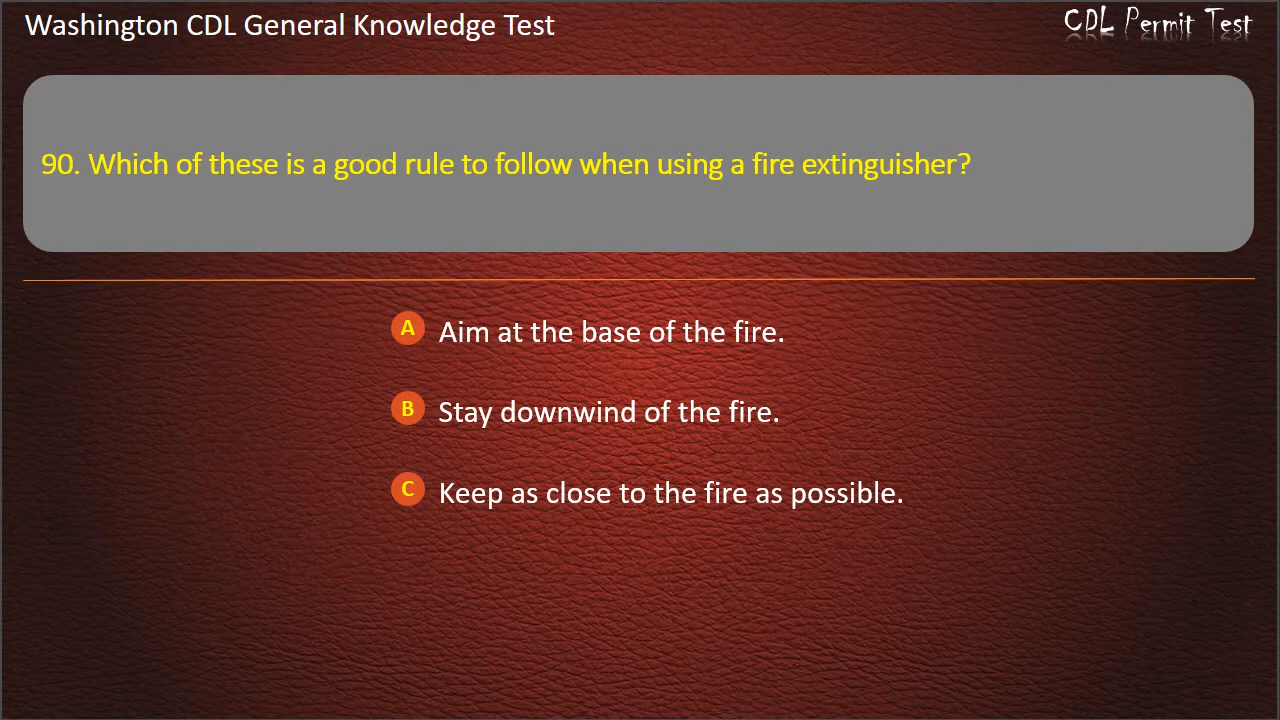 Washington CDL General Knowledge Test
CDL Permit Test
90. Which of these is a good rule to follow when using a fire extinguisher?
A Aim at the base of the fire.
B Stay downwind of the fire.
C Keep as close to the fire as possible.